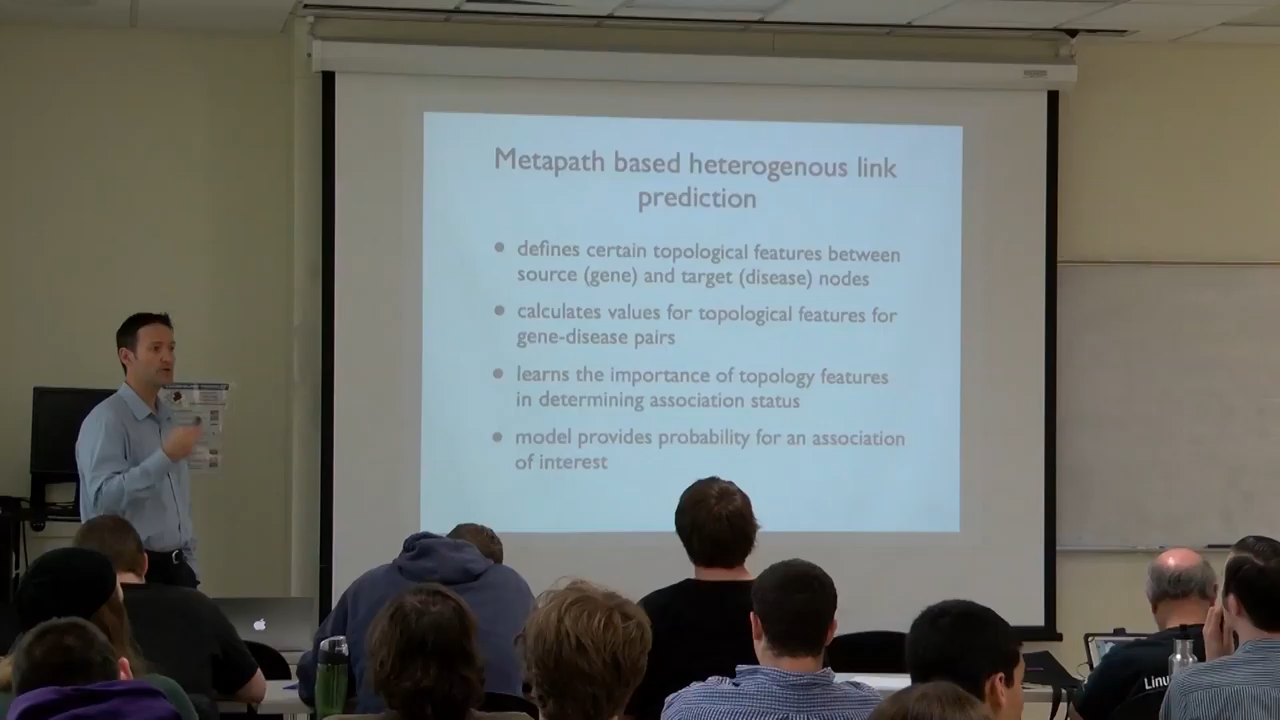 Metapath based heterogenous link
prediction
• defines certain topological features between
source (gene) and target (disease) nodes
• calculates values for topological features for
gene-disease pairs
• learns the importance of topology features
in determining association status
• model provides probability for an association
of interest
Linu